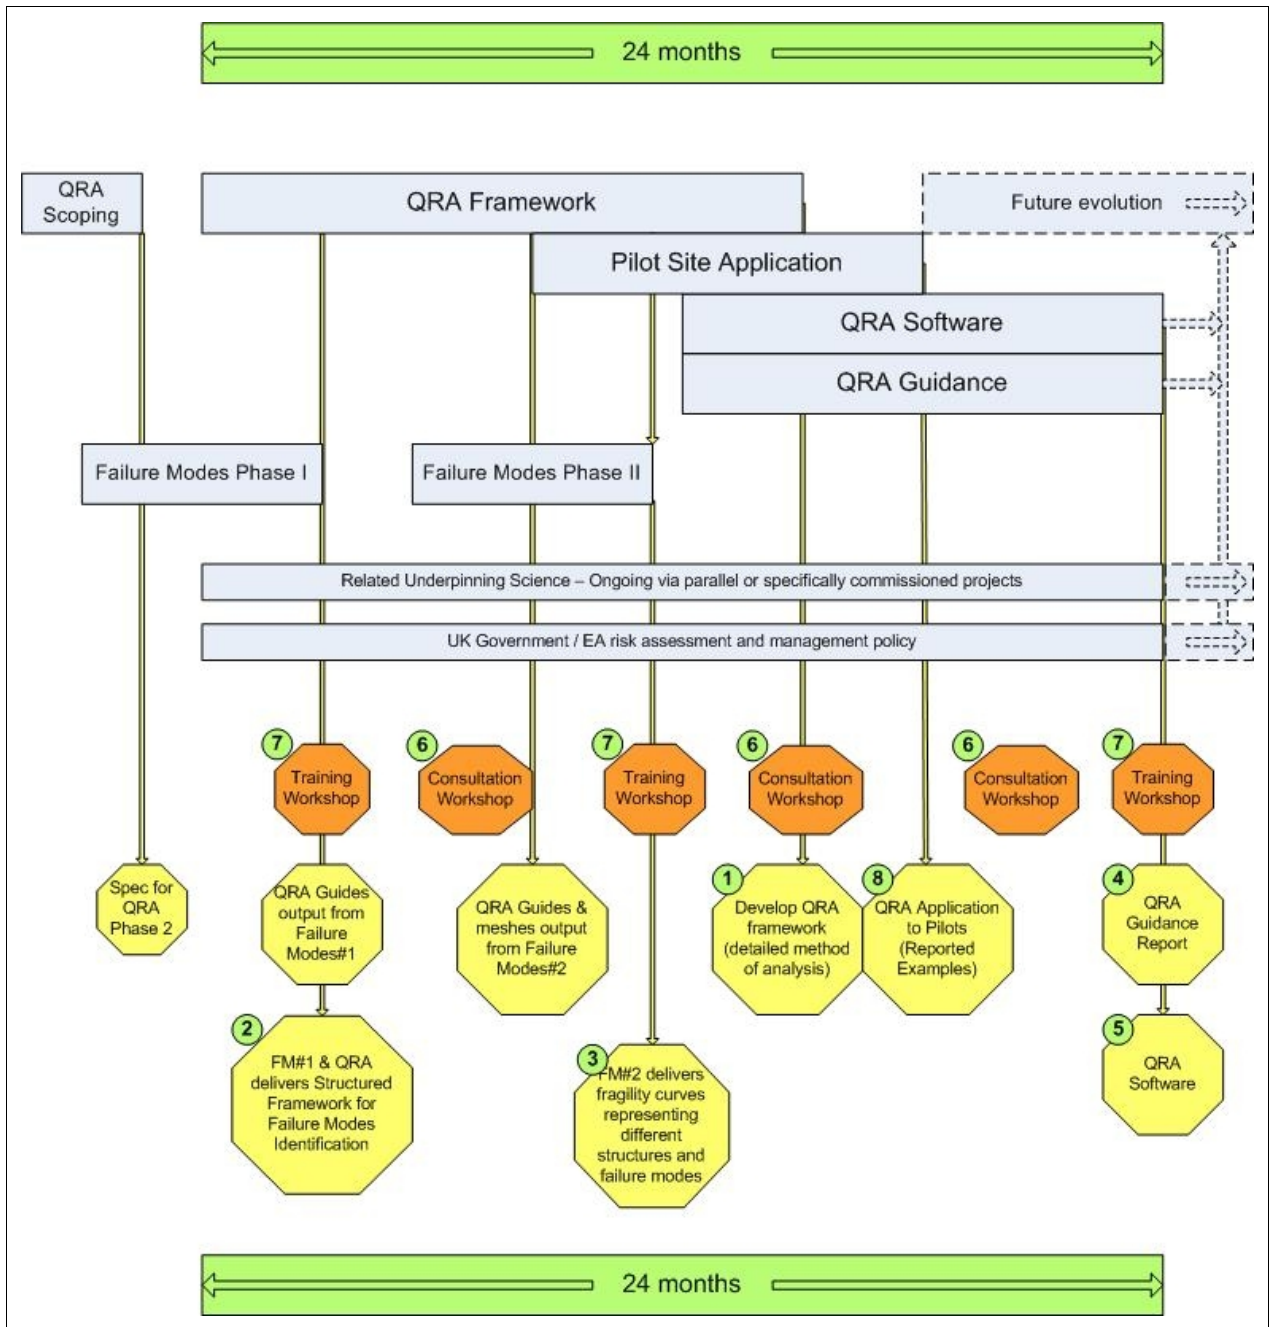 24 months
QRA
Scoping
QRA Framework
Future evolution
Pilot Site Application
QRA Software
QRA Guidance
Failure Modes Phase I
Failure Modes Phase II
Related Underpinning Science – Ongoing via parallel or specifically commissioned projects
UK Government / EA risk assessment and management policy
7
Training
Workshop
6
Consultation
Workshop
7
Training
Workshop
6
Consultation
Workshop
6
Consultation
Workshop
7
Training
Workshop
Spec for
QRA
Phase 2
QRA Guides
output from
Failure
Modes#1
QRA Guides &
meshes output
from Failure
Modes#2
1
Develop QRA
framework
(detailed method
of analysis)
8
QRA Application
to Pilots
(Reported
Examples)
4
QRA
Guidance
Report
2
FM#1 & QRA
delivers Structured
Framework for
Failure Modes
Identification
3
FM#2 delivers
fragility curves
representing
different
structures and
failure modes
5
QRA
Software
24 months